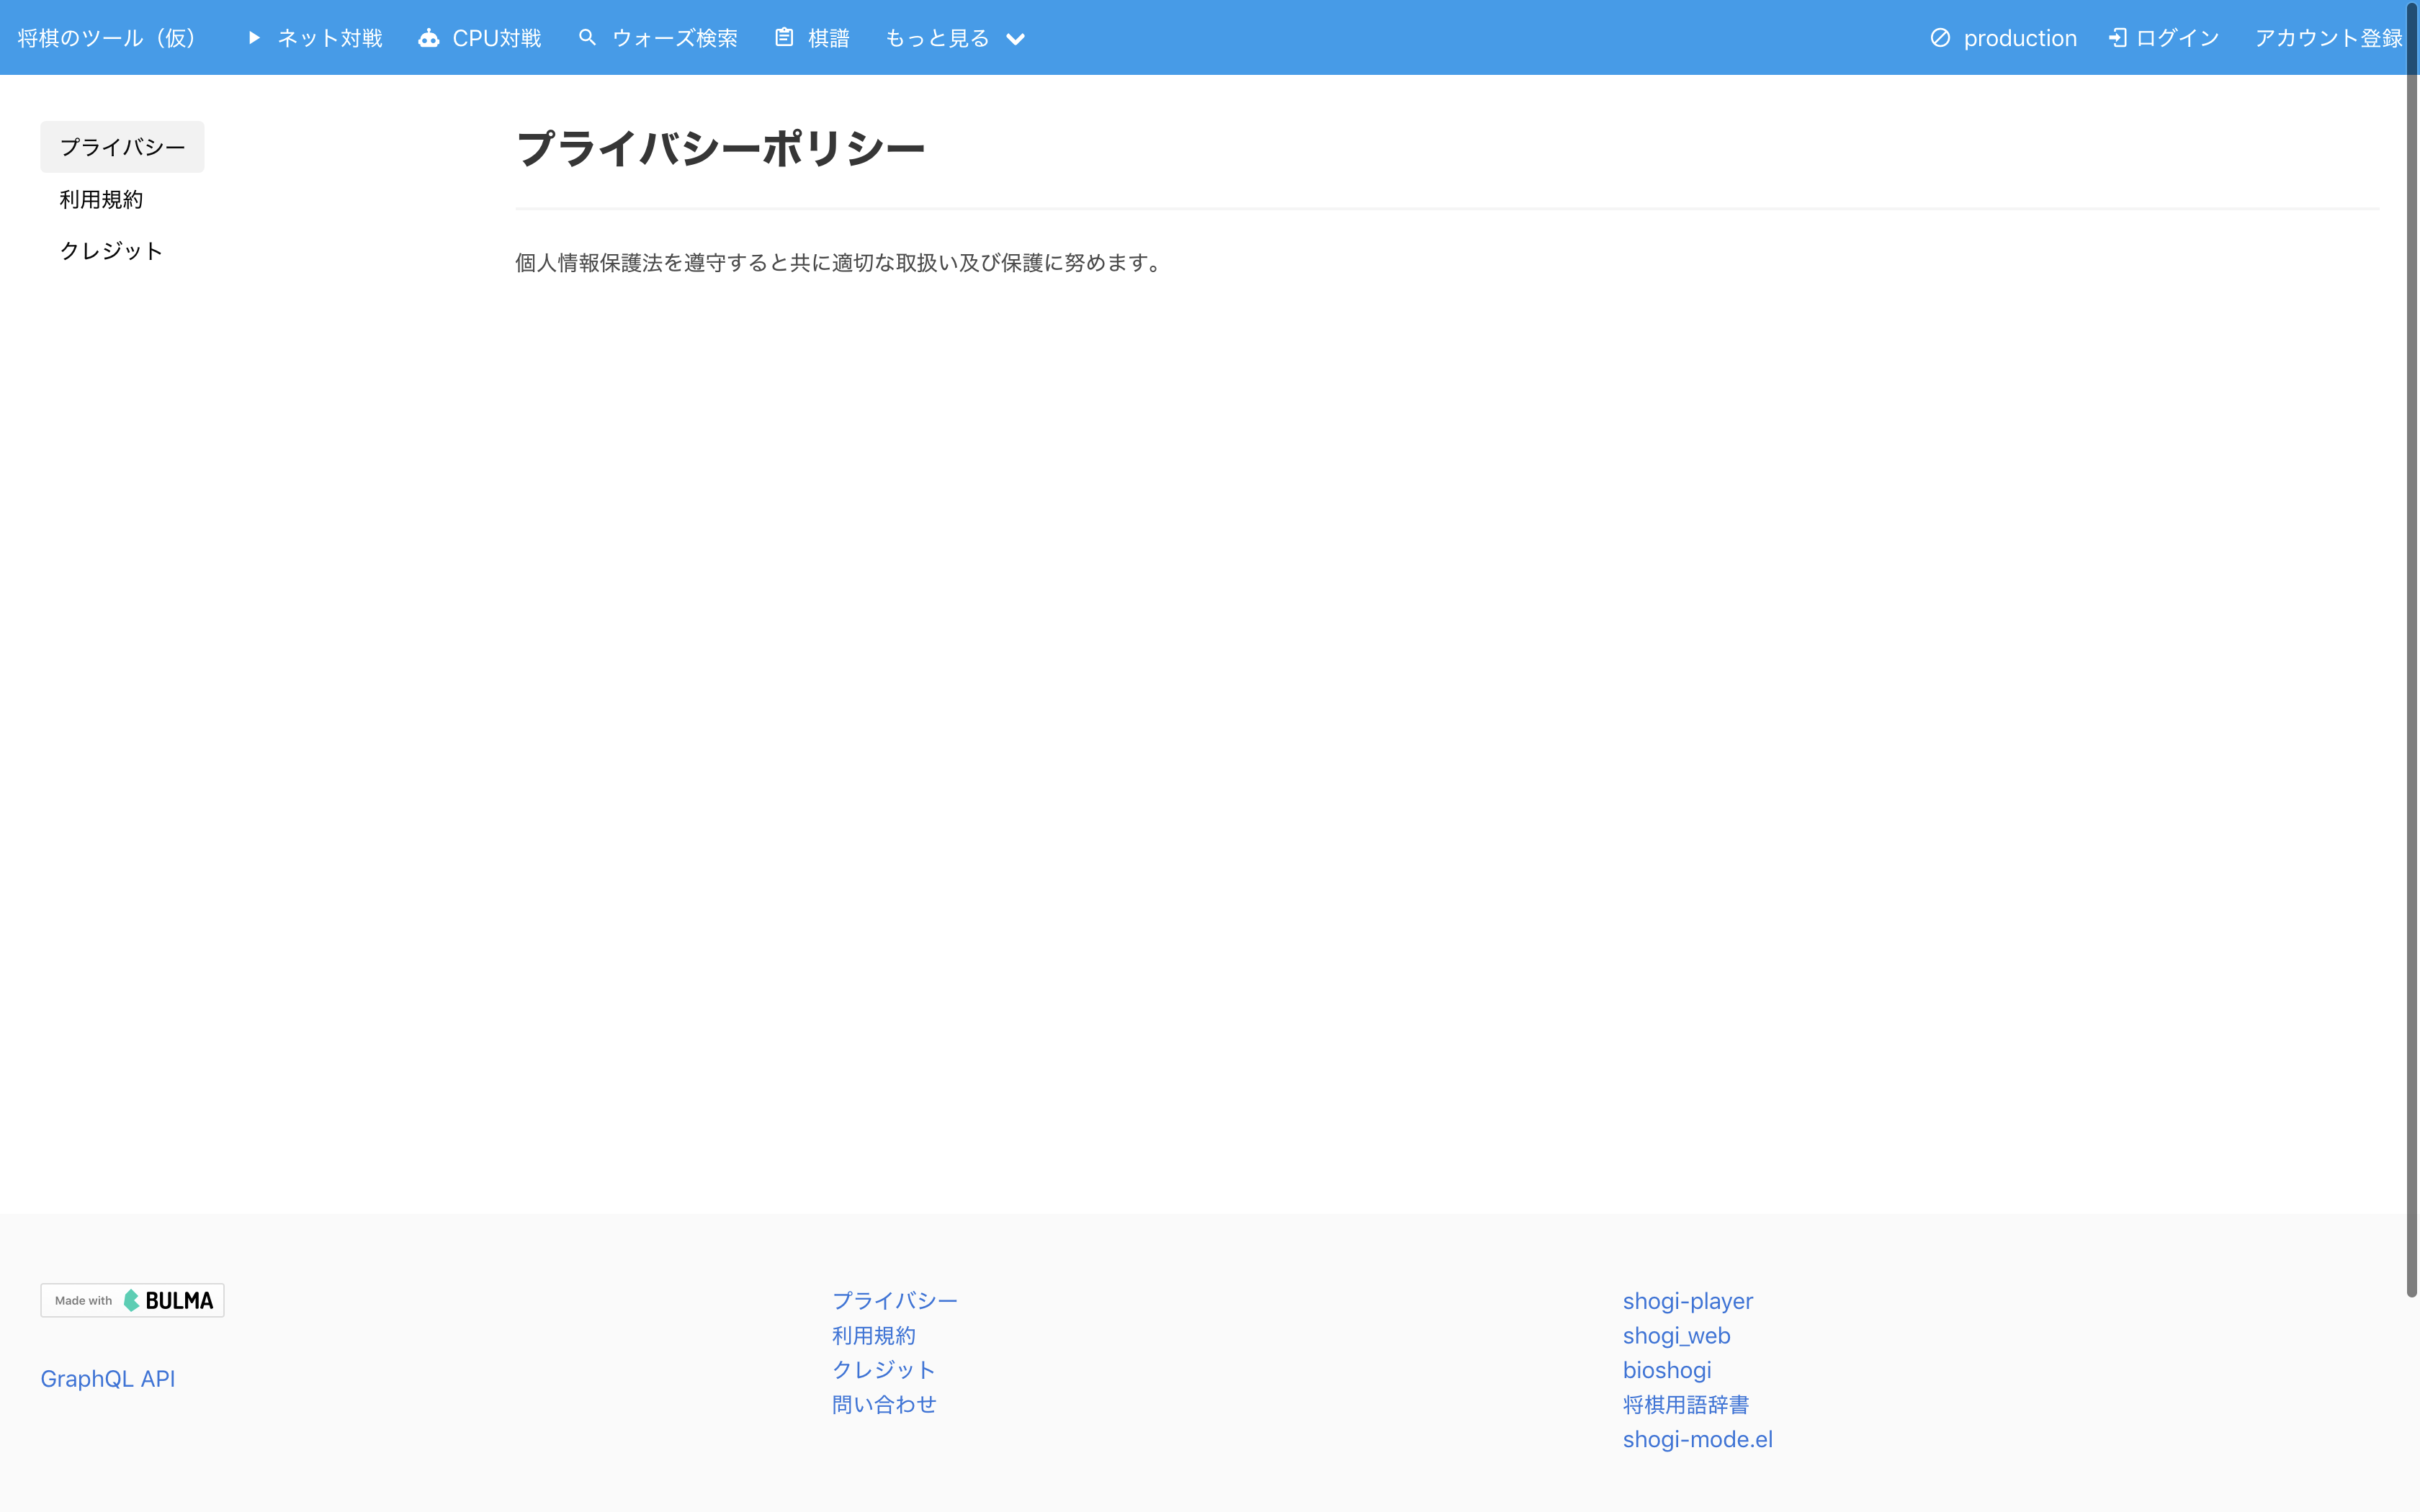 将棋のツール（仮） ネット対戦 CPU対戦 ウォーズ検索 棋譜 もっと見る production ログイン アカウント登録
プライバシー
利用規約
クレジット
プライバシーポリシー
個人情報保護法を遵守すると共に適切な取扱い及び保護に努めます。
Made with BULMA
GraphQL API
プライバシー
利用規約
クレジット
問い合わせ
shogi-player
shogi_web
bioshogi
将棋用語辞書
shogi-mode.el